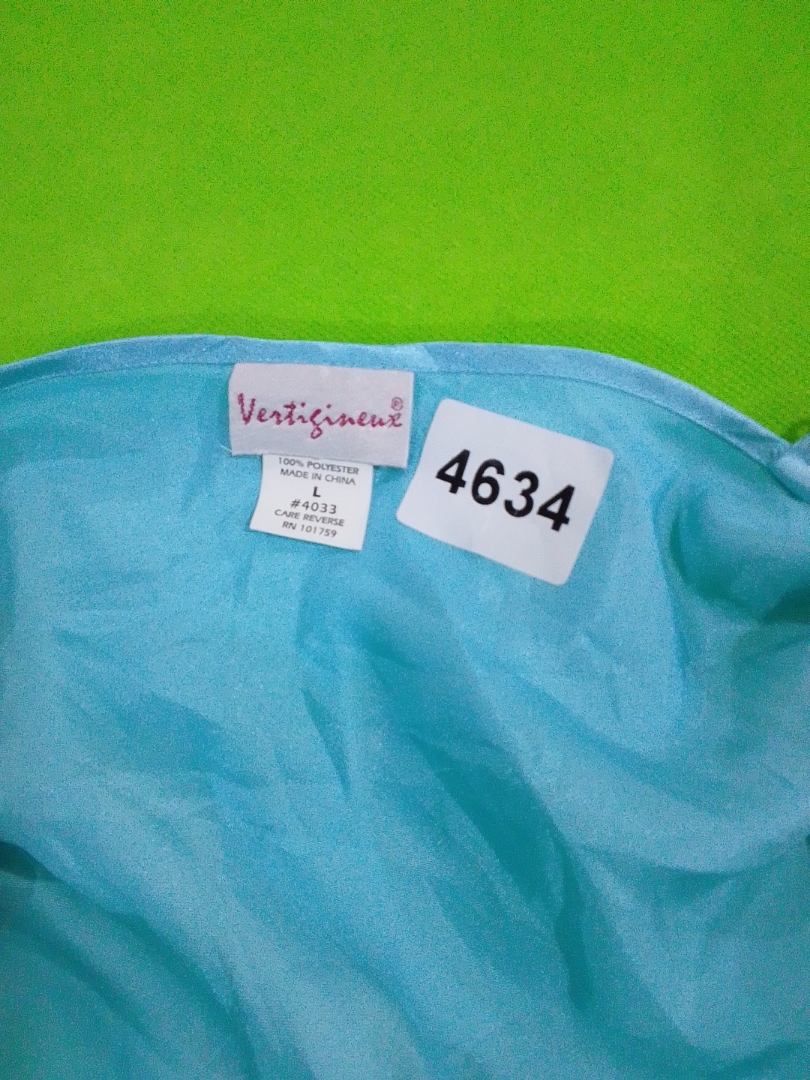 Vertigineux®
100% POLYESTER
MADE IN CHINA
L
#4033
CARE REVERSE
RN 101759
4634